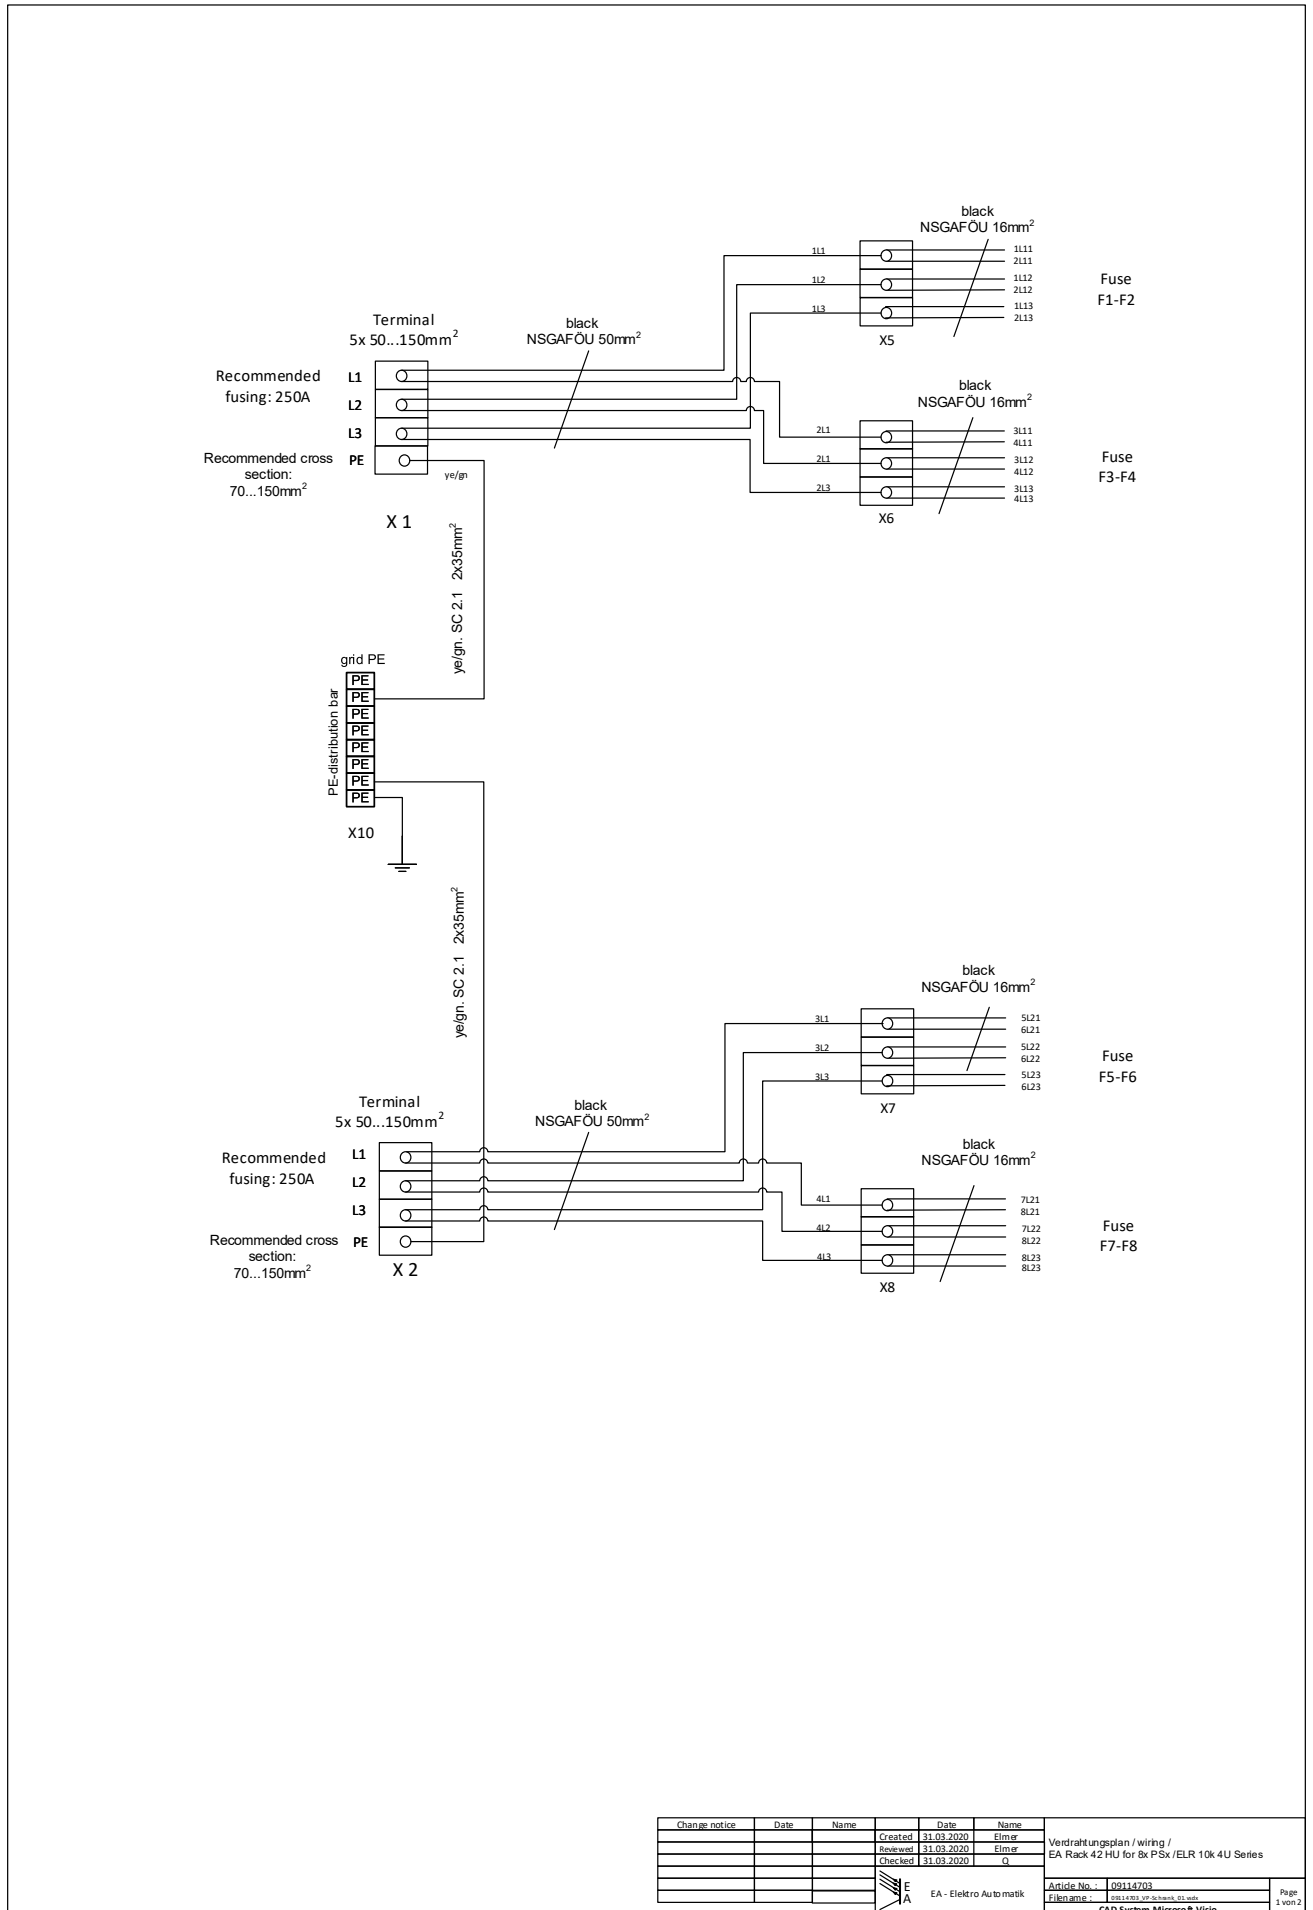 black
NSGAFÖU 16mm²
1L1
1L11
2L11
1L2
1L12
2L12
1L3
1L13
2L13
X5
Fuse
F1-F2
Terminal
5x 50...150mm²
black
NSGAFÖU 50mm²
Recommended
fusing: 250A
L1
L2
L3
PE
Recommended cross
section:
70...150mm²
ye/gn
X 1
black
NSGAFÖU 16mm²
2L1
3L11
4L11
2L1
3L12
4L12
2L3
3L13
4L13
X6
Fuse
F3-F4
ye/gn. SC 2.1 2x35mm²
grid PE
PE
PE
PE
PE
PE
PE
PE
PE
PE-distribution bar
X10
ye/gn. SC 2.1 2x35mm²
black
NSGAFÖU 16mm²
3L1
5L21
6L21
3L2
5L22
6L22
3L3
5L23
6L23
X7
Fuse
F5-F6
Terminal
5x 50...150mm²
black
NSGAFÖU 50mm²
Recommended
fusing: 250A
L1
L2
L3
PE
Recommended cross
section:
70...150mm²
X 2
black
NSGAFÖU 16mm²
4L1
7L21
8L21
4L2
7L22
8L22
4L3
8L23
8L23
X8
Fuse
F7-F8
Change notice Date Name Date Name
Created 31.03.2020 Elmer
Reviewed 31.03.2020 Elmer
Checked 31.03.2020 Q
Verdrahtungsplan / wiring /
EA Rack 42 HU for 8x PSx /ELR 10k 4U Series
E
A
EA - Elektro Automatik
Article No. : 09114703
Filename : 09114703_VP-Schrank_01.vsdx
Page
1 von 2
CAD System Microsoft Visio